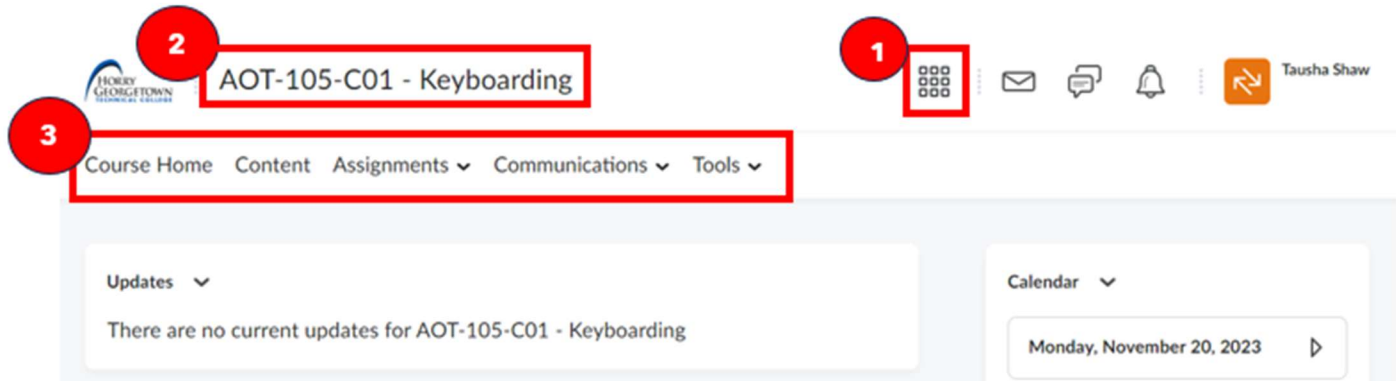 2
1
HORRY
GEORGETOWN
TECHNICAL COLLEGE
AOT-105-C01 - Keyboarding
Tausha Shaw
3
Course Home Content Assignments Communications Tools
Updates
Calendar
There are no current updates for AOT-105-C01 - Keyboarding
Monday, November 20, 2023